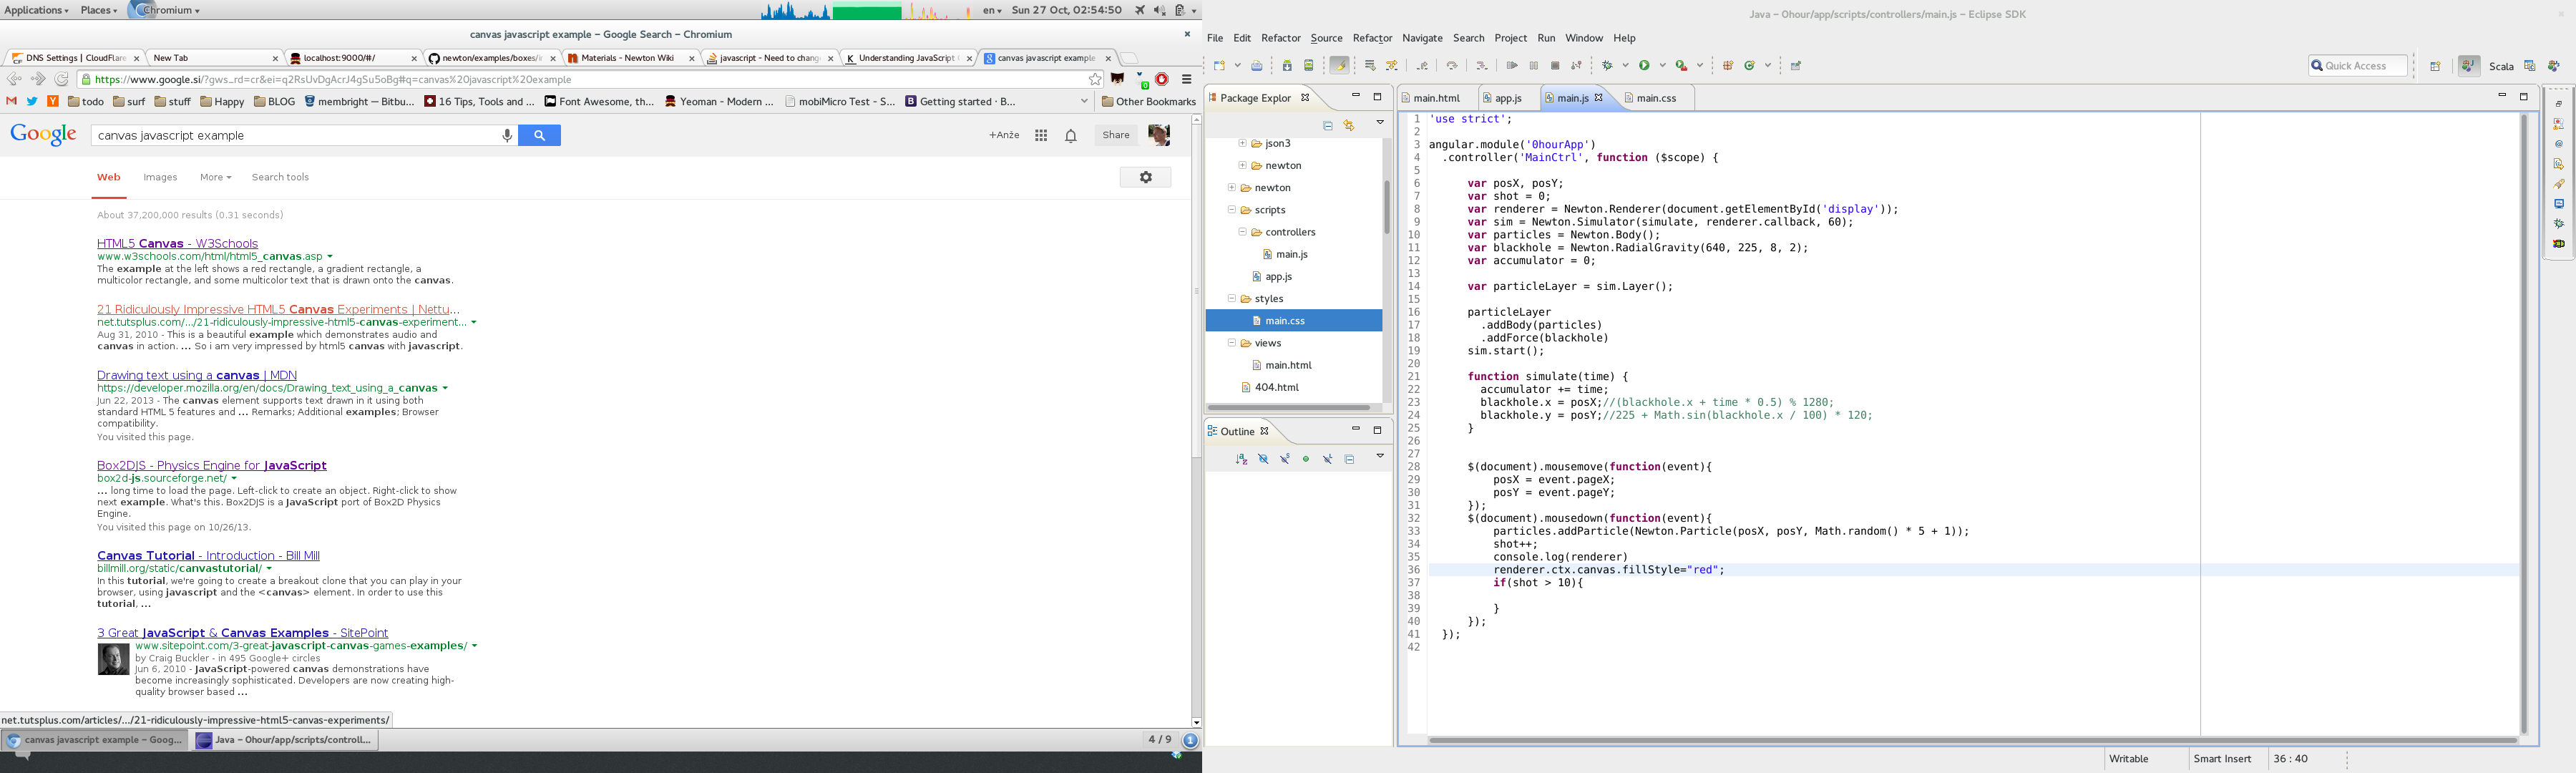 Applications
Places
Chromium
en
Sun 27 Oct, 02:54:50
canvas javascript example – Google Search – Chromium
DNS Settings | CloudFlare
New Tab
localhost:9000/#/
newton/examples/boxes/in
Materials - Newton Wiki
javascript - Need to chang
Understanding JavaScript
canvas javascript example
https://www.google.si/?gws_rd=cr&ei=q2RsUvDgAcrJ4gSu5oBg#q=canvas%20javascript%20example
todo
surf
stuff
Happy
BLOG
membright — Bitbu...
16 Tips, Tools and ...
Font Awesome, th...
Yeoman - Modern ...
mobiMicro Test - S...
Getting started · B...
Other Bookmarks
Google
canvas javascript example
+Anže
Share
Web
Images
More
Search tools
About 37,200,000 results (0.31 seconds)
HTML5 Canvas - W3Schools
www.w3schools.com/html/html5_canvas.asp
The example at the left shows a red rectangle, a gradient rectangle, a
multicolor rectangle, and some multicolor text that is drawn onto the canvas.
21 Ridiculously Impressive HTML5 Canvas Experiments | Nettu...
net.tutsplus.com/.../21-ridiculously-impressive-html5-canvas-experiment...
Aug 31, 2010 - This is a beautiful example which demonstrates audio and
canvas in action. ... So i am very impressed by html5 canvas with javascript.
Drawing text using a canvas | MDN
https://developer.mozilla.org/en/docs/Drawing_text_using_a_canvas
Jun 22, 2013 - The canvas element supports text drawn in it using both
standard HTML 5 features and ... Remarks; Additional examples; Browser
compatibility.
You visited this page.
Box2DJS - Physics Engine for JavaScript
box2d-js.sourceforge.net/
... long time to load the page. Left-click to create an object. Right-click to show
next example. What's this. Box2DJS is a JavaScript port of Box2D Physics
Engine.
You visited this page on 10/26/13.
Canvas Tutorial - Introduction - Bill Mill
billmill.org/static/canvastutorial/
In this tutorial, we're going to create a breakout clone that you can play in your
browser, using javascript and the <canvas> element. In order to use this
tutorial, ...
3 Great JavaScript & Canvas Examples - SitePoint
www.sitepoint.com/3-great-javascript-canvas-games-examples/
by Craig Buckler - in 495 Google+ circles
Jun 6, 2010 - JavaScript-powered canvas demonstrations have
become increasingly sophisticated. Developers are now creating high-
quality browser based ...
net.tutsplus.com/articles/.../21-ridiculously-impressive-html5-canvas-experiments/
canvas javascript example – Goog...
Java – 0hour/app/scripts/controll...
4 / 9
1
Java – 0hour/app/scripts/controllers/main.js – Eclipse SDK
File Edit Refactor Source Refactor Navigate Search Project Run Window Help
Quick Access
Scala
Package Explor
json3
newton
newton
scripts
controllers
main.js
app.js
styles
main.css
views
main.html
404.html
Outline
main.html
app.js
main.js
main.css
1 'use strict';
2
3 angular.module('0hourApp')
4 .controller('MainCtrl', function ($scope) {
5
6 var posX, posY;
7 var shot = 0;
8 var renderer = Newton.Renderer(document.getElementById('display'));
9 var sim = Newton.Simulator(simulate, renderer.callback, 60);
10 var particles = Newton.Body();
11 var blackhole = Newton.RadialGravity(640, 225, 8, 2);
12 var accumulator = 0;
13
14 var particleLayer = sim.Layer();
15
16 particleLayer
17 .addBody(particles)
18 .addForce(blackhole)
19 sim.start();
20
21 function simulate(time) {
22 accumulator += time;
23 blackhole.x = posX;//(blackhole.x + time * 0.5) % 1280;
24 blackhole.y = posY;//225 + Math.sin(blackhole.x / 100) * 120;
25 }
26
27
28 $(document).mousemove(function(event){
29 posX = event.pageX;
30 posY = event.pageY;
31 });
32 $(document).mousedown(function(event){
33 particles.addParticle(Newton.Particle(posX, posY, Math.random() * 5 + 1));
34 shot++;
35 console.log(renderer)
36 renderer.ctx.canvas.fillStyle="red";
37 if(shot > 10){
38
39 }
40 });
41 });
42
Writable
Smart Insert
36 : 40